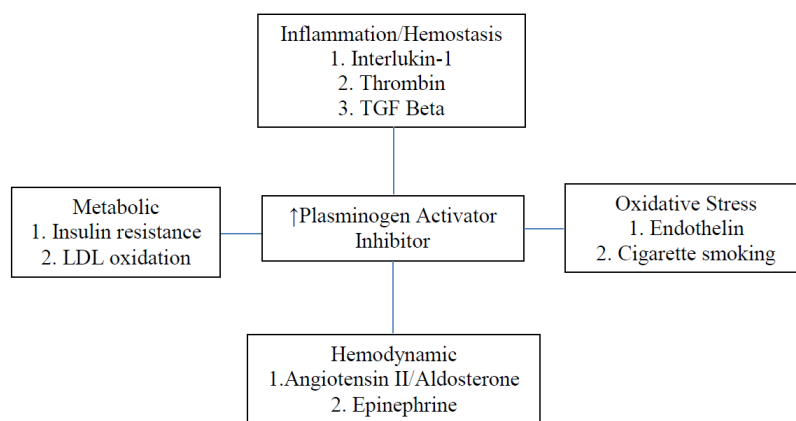 Inflammation/Hemostasis
1. Interlukin-1
2. Thrombin
3. TGF Beta
Metabolic
1. Insulin resistance
2. LDL oxidation
↑Plasminogen Activator
Inhibitor
Oxidative Stress
1. Endothelin
2. Cigarette smoking
Hemodynamic
1.Angiotensin II/Aldosterone
2. Epinephrine